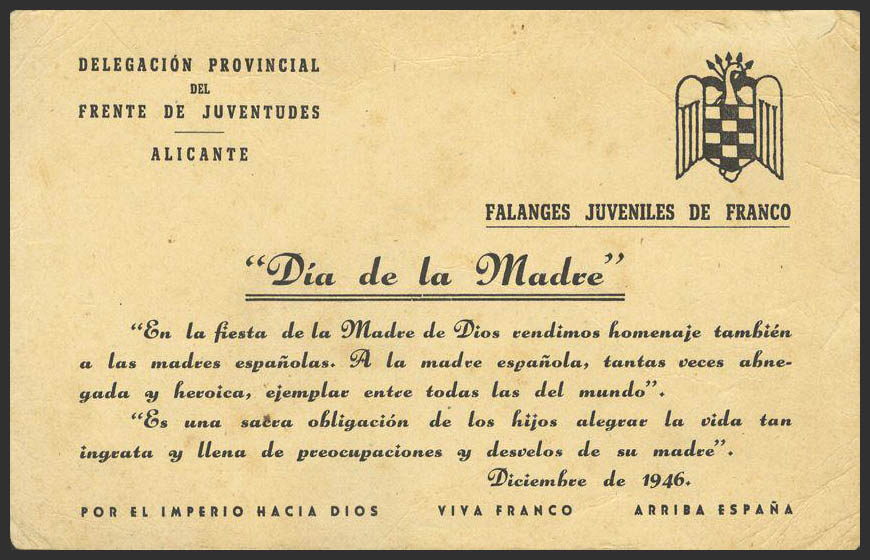 DELEGACIÓN PROVINCIAL
DEL
FRENTE DE JUVENTUDES
ALICANTE
FALANGES JUVENILES DE FRANCO
“Día de la Madre”
“En la fiesta de la Madre de Dios rendimos homenaje también
a las madres españolas. A la madre española, tantas veces abne-
gada y heroica, ejemplar entre todas las del mundo”.
“Es una sacra obligación de los hijos alegrar la vida tan
ingrata y llena de preocupaciones y desvelos de su madre”.
Diciembre de 1946.
POR EL IMPERIO HACIA DIOS VIVA FRANCO ARRIBA ESPAÑA